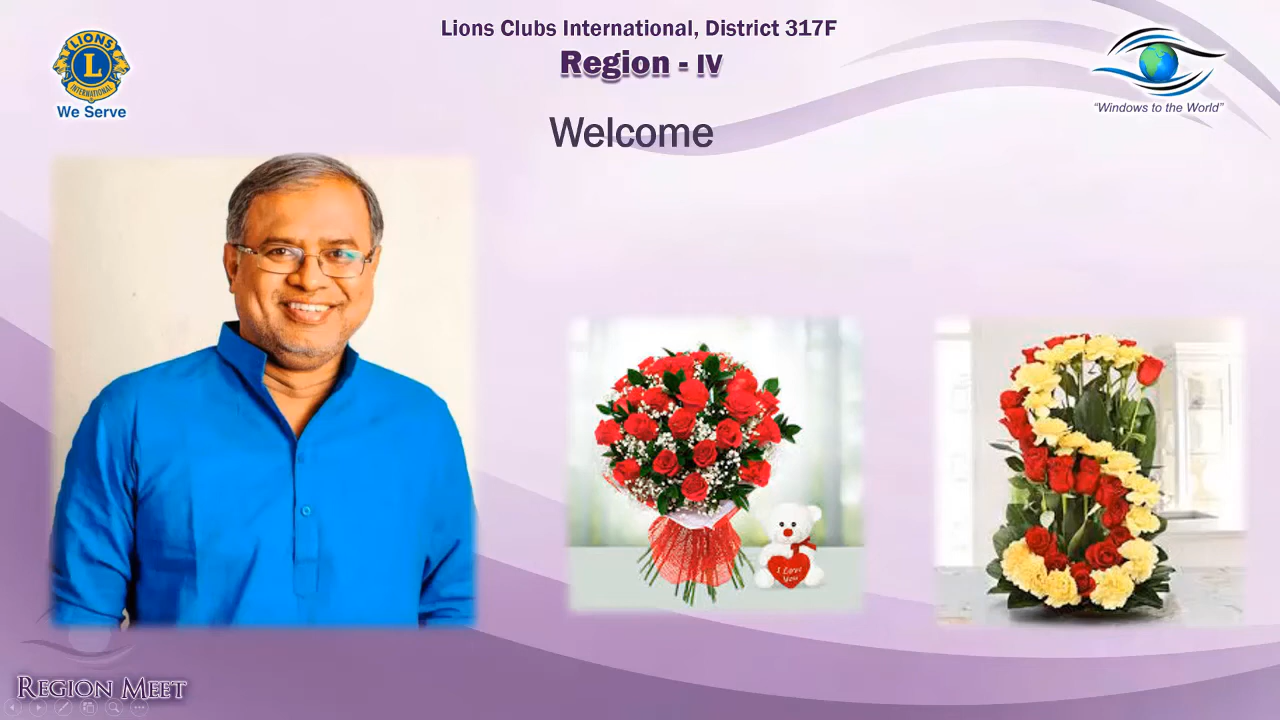 Lions Clubs International, District 317F
Region - IV
LIONS
L
INTERNATIONAL
We Serve
"Windows to the World"
Welcome
I Love
You
REGION MEET